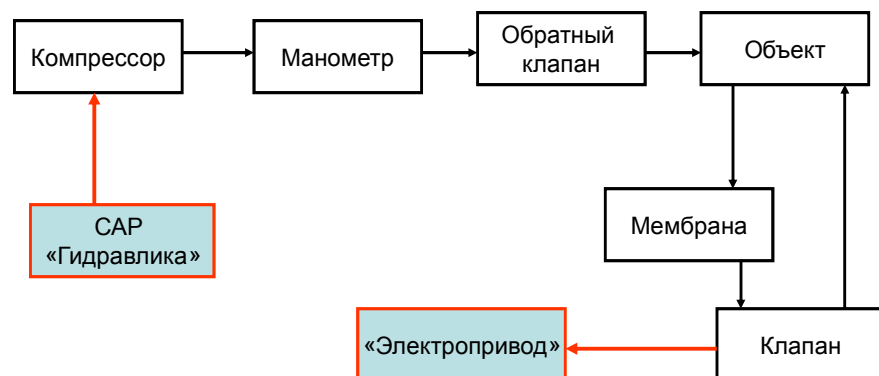 Компрессор
Манометр
Обратный
клапан
Объект
САР
«Гидравлика»
Мембрана
«Электропривод»
Клапан